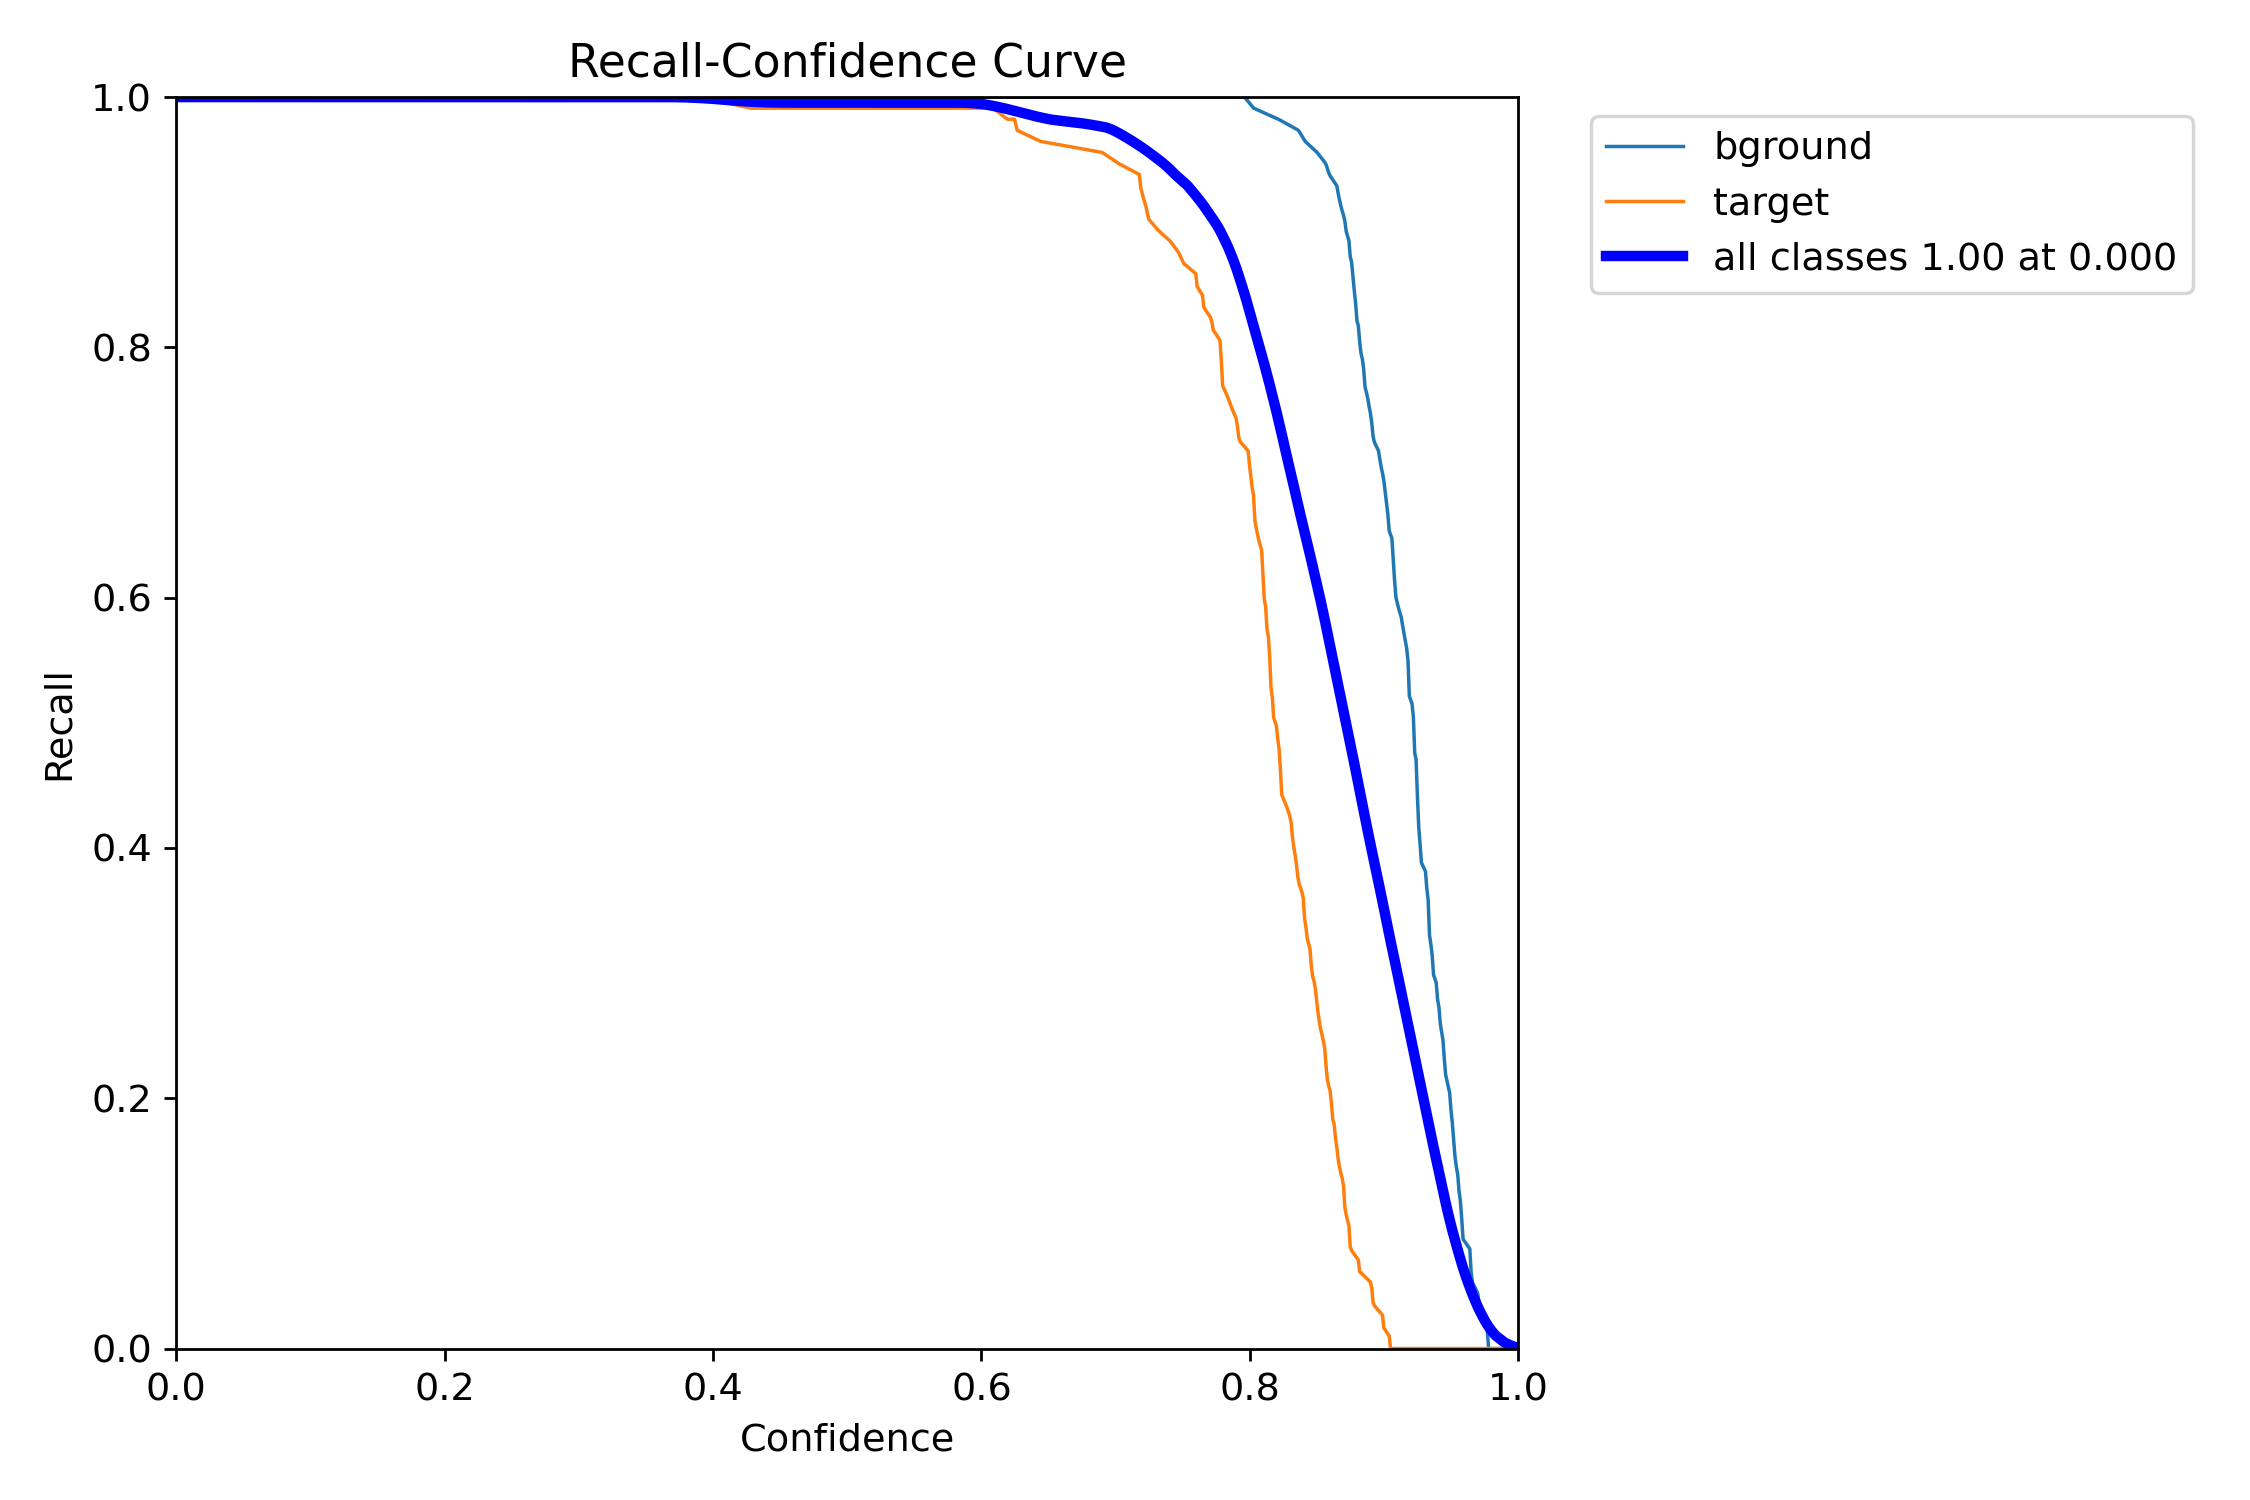 Recall-Confidence Curve
1.0
0.8
0.6
0.4
0.2
0.0
Recall
0.0 0.2 0.4 0.6 0.8 1.0
Confidence
bground
target
all classes 1.00 at 0.000